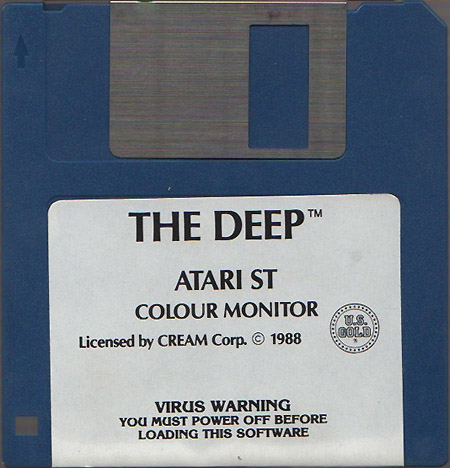 THE DEEP™
ATARI ST
COLOUR MONITOR
Licensed by CREAM Corp. © 1988
U.S.
GOLD
VIRUS WARNING
YOU MUST POWER OFF BEFORE
LOADING THIS SOFTWARE